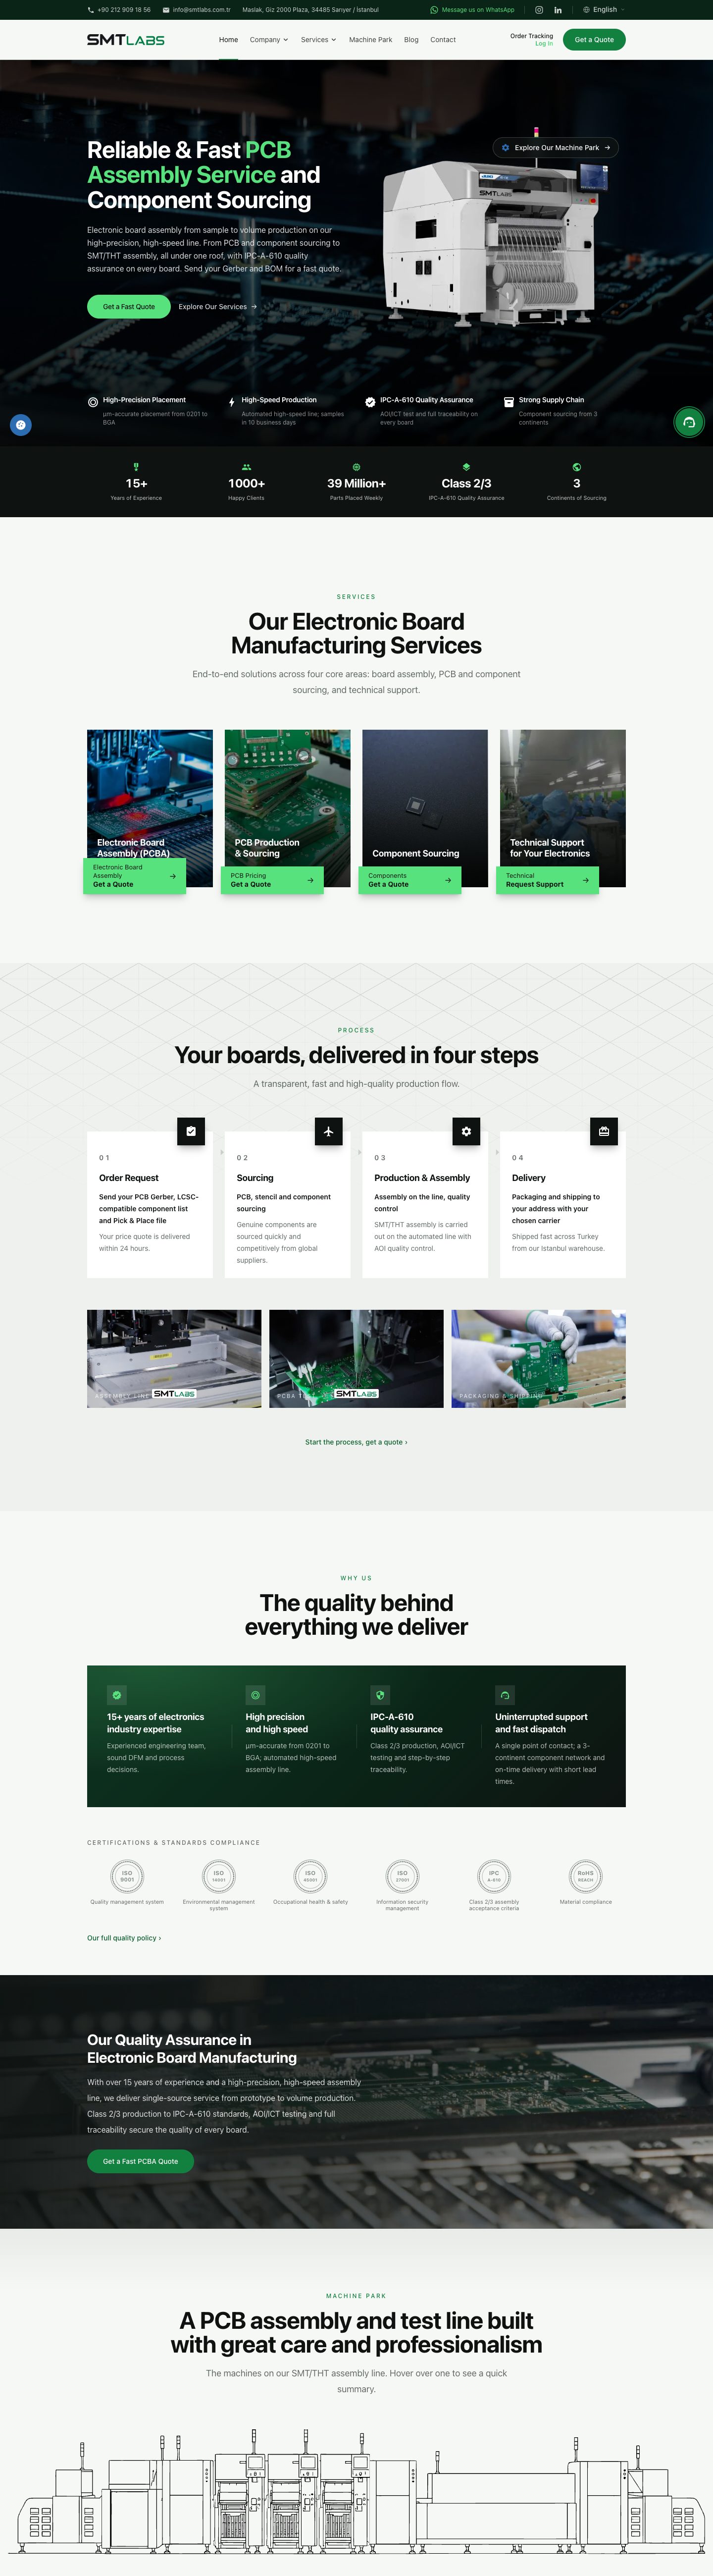 +90 212 909 18 56
info@smtlabs.com.tr
Maslak, Giz 2000 Plaza, 34485 Sarıyer / İstanbul
Message us on WhatsApp
English
SMTLABS
Home
Company
Services
Machine Park
Blog
Contact
Order Tracking
Log In
Get a Quote
Reliable & Fast PCB
Assembly Service and
Component Sourcing
Electronic board assembly from sample to volume production on our
high-precision, high-speed line. From PCB and component sourcing to
SMT/THT assembly, all under one roof, with IPC-A-610 quality
assurance on every board. Send your Gerber and BOM for a fast quote.
Get a Fast Quote
Explore Our Services
Explore Our Machine Park
SMTLABS
High-Precision Placement
µm-accurate placement from 0201 to
BGA
High-Speed Production
Automated high-speed line; samples
in 10 business days
IPC-A-610 Quality Assurance
AOI/ICT test and full traceability on
every board
Strong Supply Chain
Component sourcing from 3
continents
15+
Years of Experience
1000+
Happy Clients
39 Million+
Parts Placed Weekly
Class 2/3
IPC-A-610 Quality Assurance
3
Continents of Sourcing
SERVICES
Our Electronic Board
Manufacturing Services
End-to-end solutions across four core areas: board assembly, PCB and component
sourcing, and technical support.
Electronic Board
Assembly (PCBA)
Electronic Board
Assembly
Get a Quote
PCB Production
& Sourcing
PCB Pricing
Get a Quote
Component Sourcing
Components
Get a Quote
Technical Support
for Your Electronics
Technical
Request Support
PROCESS
Your boards, delivered in four steps
A transparent, fast and high-quality production flow.
01
Order Request
Send your PCB Gerber, LCSC-
compatible component list
and Pick & Place file
Your price quote is delivered
within 24 hours.
02
Sourcing
PCB, stencil and component
sourcing
Genuine components are
sourced quickly and
competitively from global
suppliers.
03
Production & Assembly
Assembly on the line, quality
control
SMT/THT assembly is carried
out on the automated line with
AOI quality control.
04
Delivery
Packaging and shipping to
your address with your
chosen carrier
Shipped fast across Turkey
from our Istanbul warehouse.
ASSEMBLY LINE
SMTLABS
PCBA
SMTLABS
PACKAGING & SHIPPING
Start the process, get a quote ›
WHY US
The quality behind
everything we deliver
15+ years of electronics
industry expertise
Experienced engineering team,
sound DFM and process
decisions.
High precision
and high speed
µm-accurate from 0201 to
BGA; automated high-speed
assembly line.
IPC-A-610
quality assurance
Class 2/3 production, AOI/ICT
testing and step-by-step
traceability.
Uninterrupted support
and fast dispatch
A single point of contact; a 3-
continent component network and
on-time delivery with short lead
times.
CERTIFICATIONS & STANDARDS COMPLIANCE
ISO
9001
Quality management system
ISO
14001
Environmental management
system
ISO
45001
Occupational health & safety
ISO
27001
Information security
management
IPC
A-610
Class 2/3 assembly
acceptance criteria
RoHS
REACH
Material compliance
Our full quality policy ›
Our Quality Assurance in
Electronic Board Manufacturing
With over 15 years of experience and a high-precision, high-speed assembly
line, we deliver single-source service from prototype to volume production.
Class 2/3 production to IPC-A-610 standards, AOI/ICT testing and full
traceability secure the quality of every board.
Get a Fast PCBA Quote
MACHINE PARK
A PCB assembly and test line built
with great care and professionalism
The machines on our SMT/THT assembly line. Hover over one to see a quick
summary.